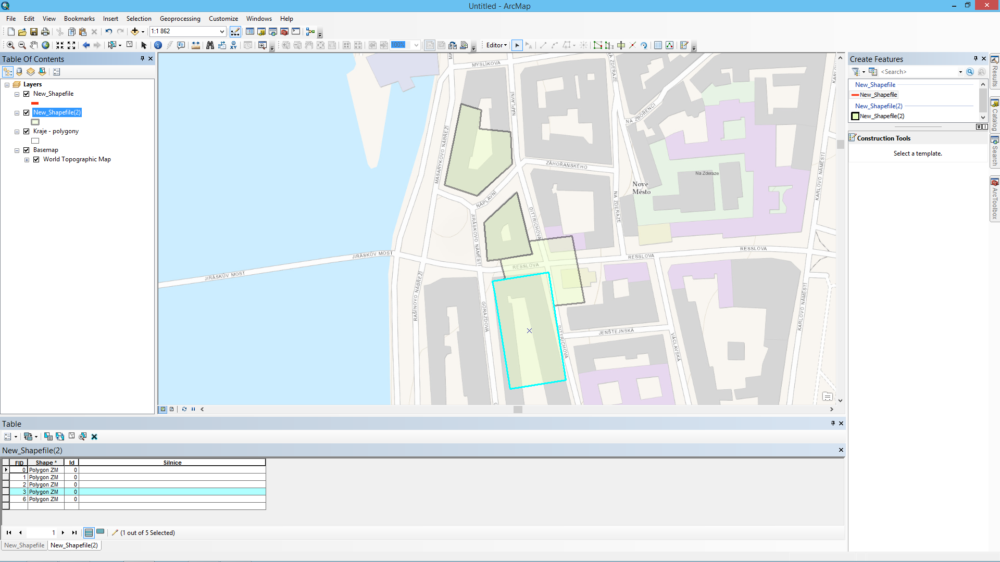 Untitled - ArcMap
File Edit View Bookmarks Insert Selection Geoprocessing Customize Windows Help
1:1 862
100%
Editor
Table Of Contents
Layers
New_Shapefile
New_Shapefile(2)
Kraje - polygony
Basemap
World Topographic Map
MYSLÍKOVA
NÁPLAVNÍ
NA ZDERAZE
MASARYKOVO NÁBŘEŽÍ
NA ZBOŘENCI
ZÁHOŘANSKÉHO
Na Zderaze
Nové
Město
KARLOVO NÁMĚSTÍ
NÁPLAVNÍ
NA ZDERAZE
DITTRICHOVA
JIRÁSKOVO NÁMĚSTÍ
JIRÁSKŮV MOST
RESSLOVA
RESSLOVA
RESSLOVA
JIRÁSKŮV MOST
RAŠÍNOVO NÁBŘEŽÍ
GORAZDOVA
DITTRICHOVA
JENŠTEJNSKÁ
VÁCLAVSKÁ
KARLOVO NÁMĚSTÍ
Create Features
<Search>
New_Shapefile
New_Shapefile
New_Shapefile(2)
New_Shapefile(2)
Construction Tools
Select a template.
Results
Catalog
Search
ArcToolbox
Table
New_Shapefile(2)
FID Shape * Id Silnice
0 Polygon ZM 0
1 Polygon ZM 0
2 Polygon ZM 0
3 Polygon ZM 0
6 Polygon ZM 0
1
(1 out of 5 Selected)
New_Shapefile New_Shapefile(2)